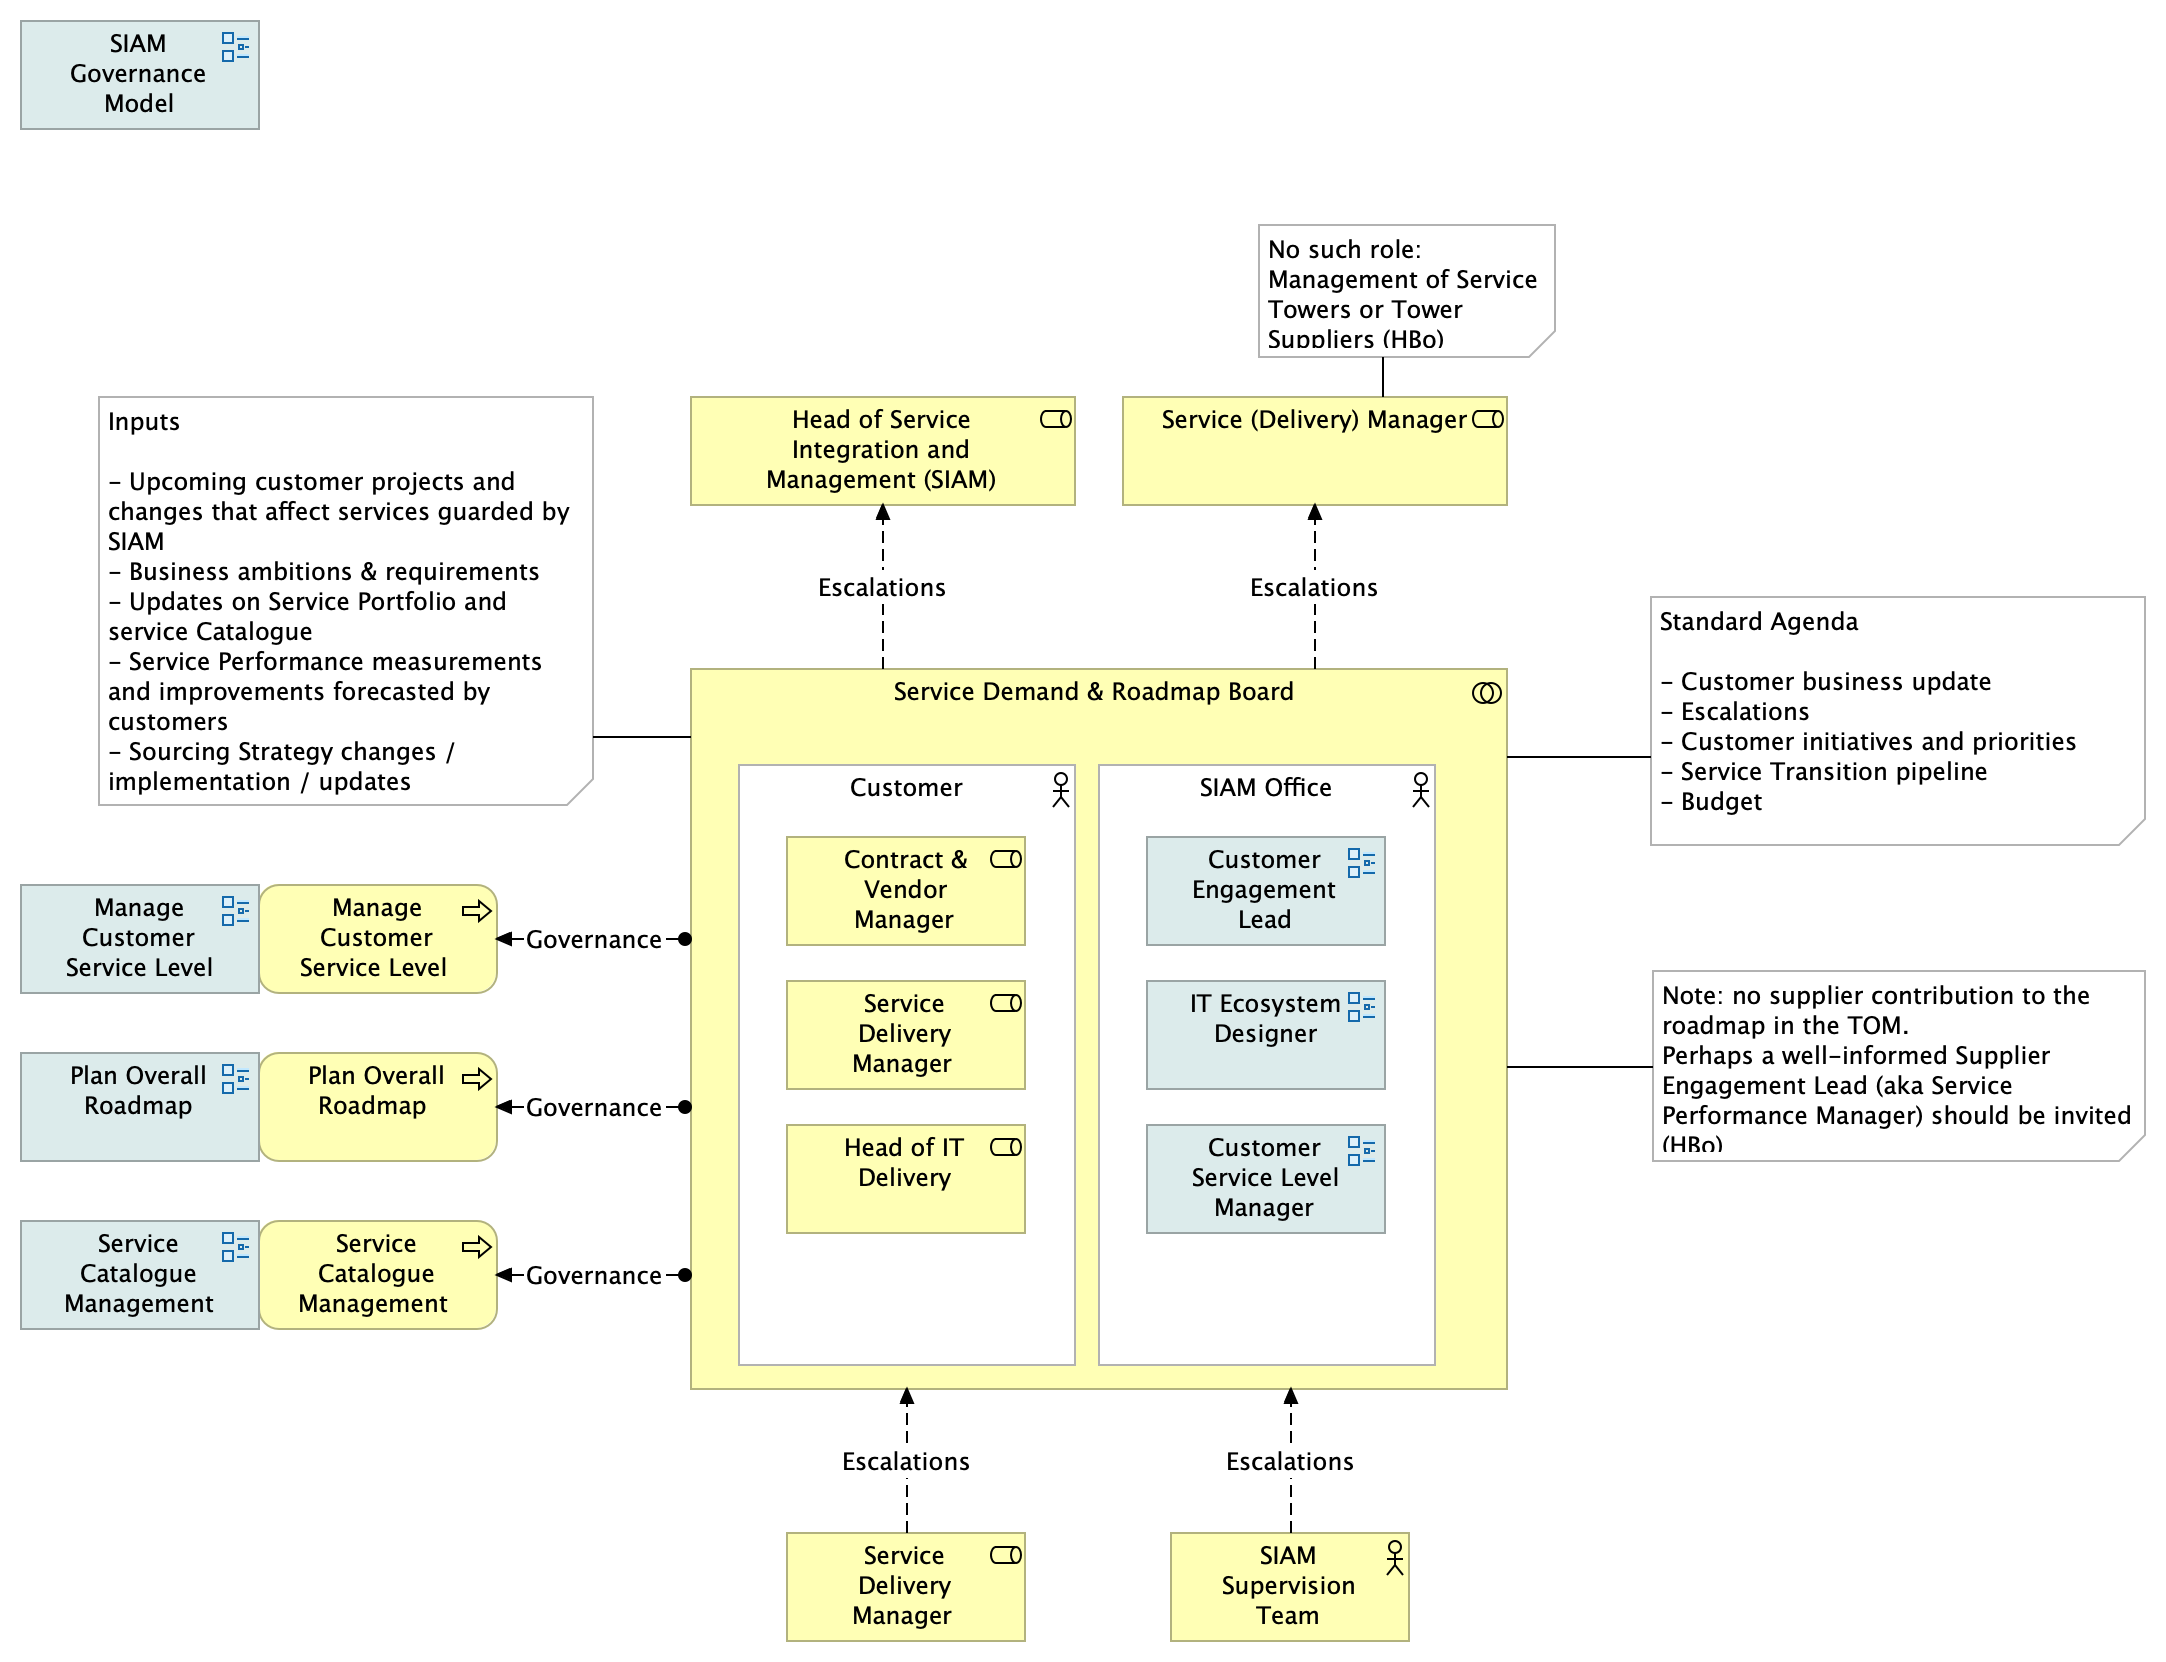 SIAM
Governance
Model
No such role:
Management of Service
Towers or Tower
Suppliers (HBo)
Inputs
- Upcoming customer projects and
changes that affect services guarded by
SIAM
- Business ambitions & requirements
- Updates on Service Portfolio and
service Catalogue
- Service Performance measurements
and improvements forecasted by
customers
- Sourcing Strategy changes /
implementation / updates
Head of Service
Integration and
Management (SIAM)
Service (Delivery) Manager
Escalations
Escalations
Standard Agenda
- Customer business update
- Escalations
- Customer initiatives and priorities
- Service Transition pipeline
- Budget
Service Demand & Roadmap Board
Customer
Contract &
Vendor
Manager
Service
Delivery
Manager
Head of IT
Delivery
SIAM Office
Customer
Engagement
Lead
IT Ecosystem
Designer
Customer
Service Level
Manager
Manage
Customer
Service Level
Manage
Customer
Service Level
Governance
Plan Overall
Roadmap
Plan Overall
Roadmap
Governance
Service
Catalogue
Management
Service
Catalogue
Management
Governance
Note: no supplier contribution to the
roadmap in the TOM.
Perhaps a well-informed Supplier
Engagement Lead (aka Service
Performance Manager) should be invited
(HBo)
Escalations
Escalations
Service
Delivery
Manager
SIAM
Supervision
Team